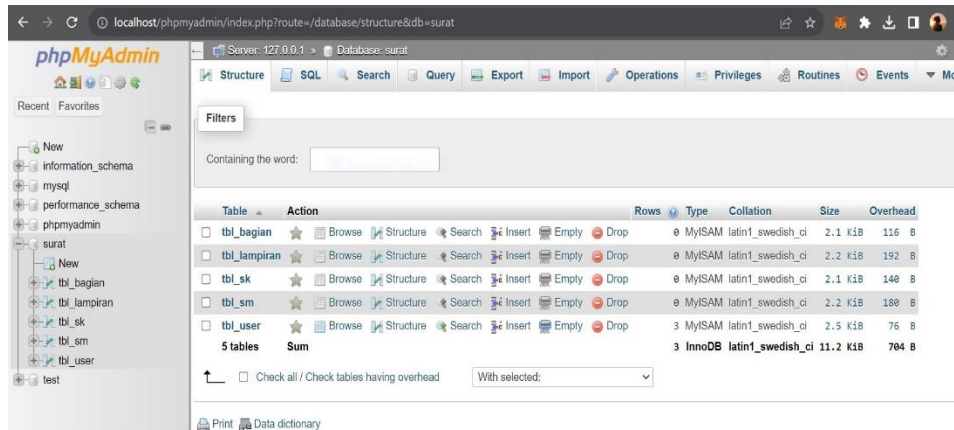 localhost/phpmyadmin/index.php?route=/database/structure&db=surat
phpMyAdmin
Recent Favorites
New
information_schema
mysql
performance_schema
phpmyadmin
surat
New
tbl_bagian
tbl_lampiran
tbl_sk
tbl_sm
tbl_user
test
Server: 127.0.0.1 » Database: surat
Structure SQL Search Query Export Import Operations Privileges Routines Events Mo
Filters
Containing the word:
Table Action Rows Type Collation Size Overhead
tbl_bagian Browse Structure Search Insert Empty Drop 0 MyISAM latin1_swedish_ci 2.1 KiB 116 B
tbl_lampiran Browse Structure Search Insert Empty Drop 0 MyISAM latin1_swedish_ci 2.2 KiB 192 B
tbl_sk Browse Structure Search Insert Empty Drop 0 MyISAM latin1_swedish_ci 2.1 KiB 140 B
tbl_sm Browse Structure Search Insert Empty Drop 0 MyISAM latin1_swedish_ci 2.2 KiB 180 B
tbl_user Browse Structure Search Insert Empty Drop 3 MyISAM latin1_swedish_ci 2.5 KiB 76 B
5 tables Sum 3 InnoDB latin1_swedish_ci 11.2 KiB 704 B
Check all / Check tables having overhead With selected:
Print Data dictionary